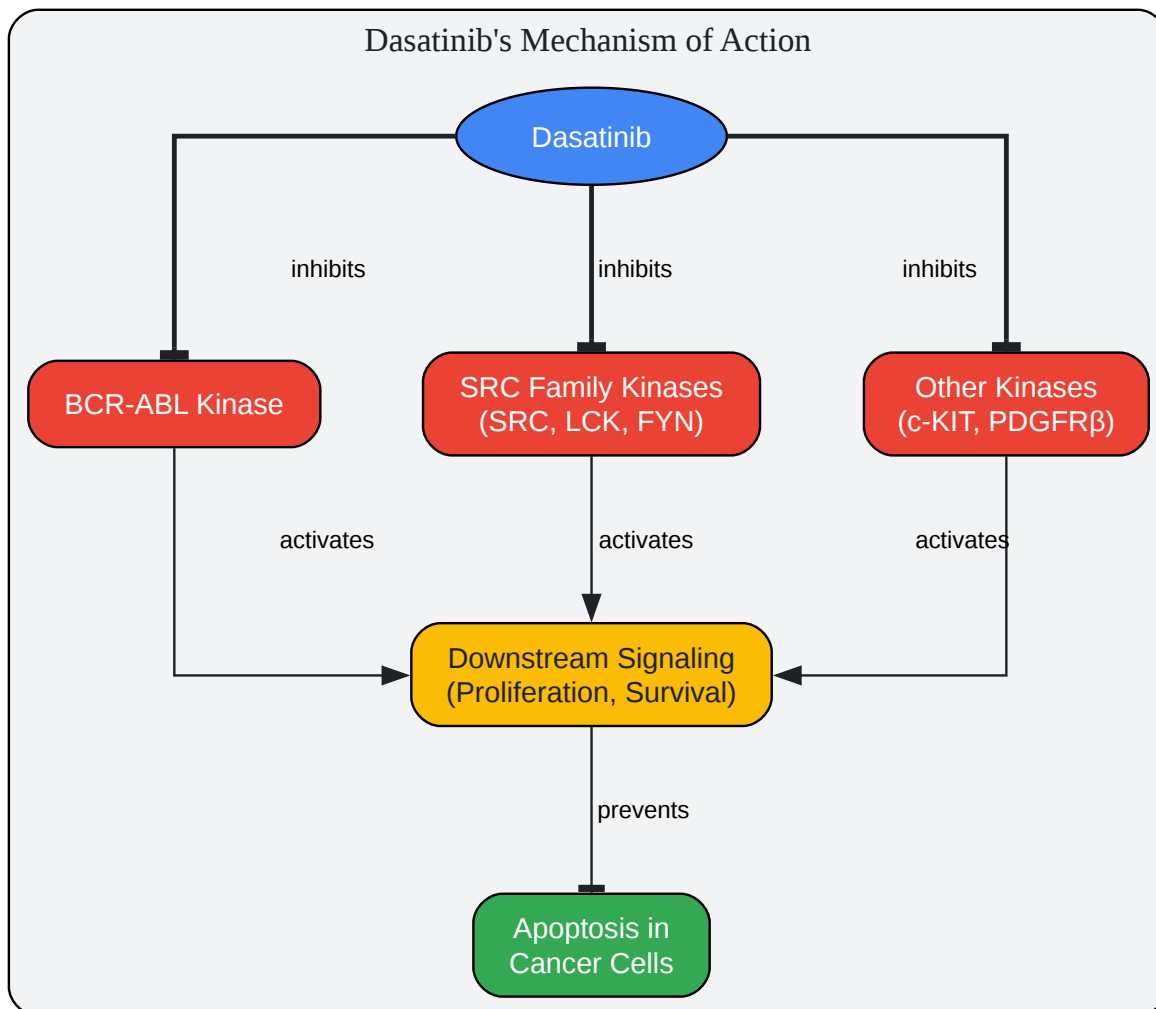 Dasatinib's Mechanism of Action
Dasatinib
inhibits
inhibits
inhibits
BCR-ABL Kinase
SRC Family Kinases
(SRC, LCK, FYN)
Other Kinases
(c-KIT, PDGFRβ)
activates
activates
activates
Downstream Signaling
(Proliferation, Survival)
prevents
Apoptosis in
Cancer Cells